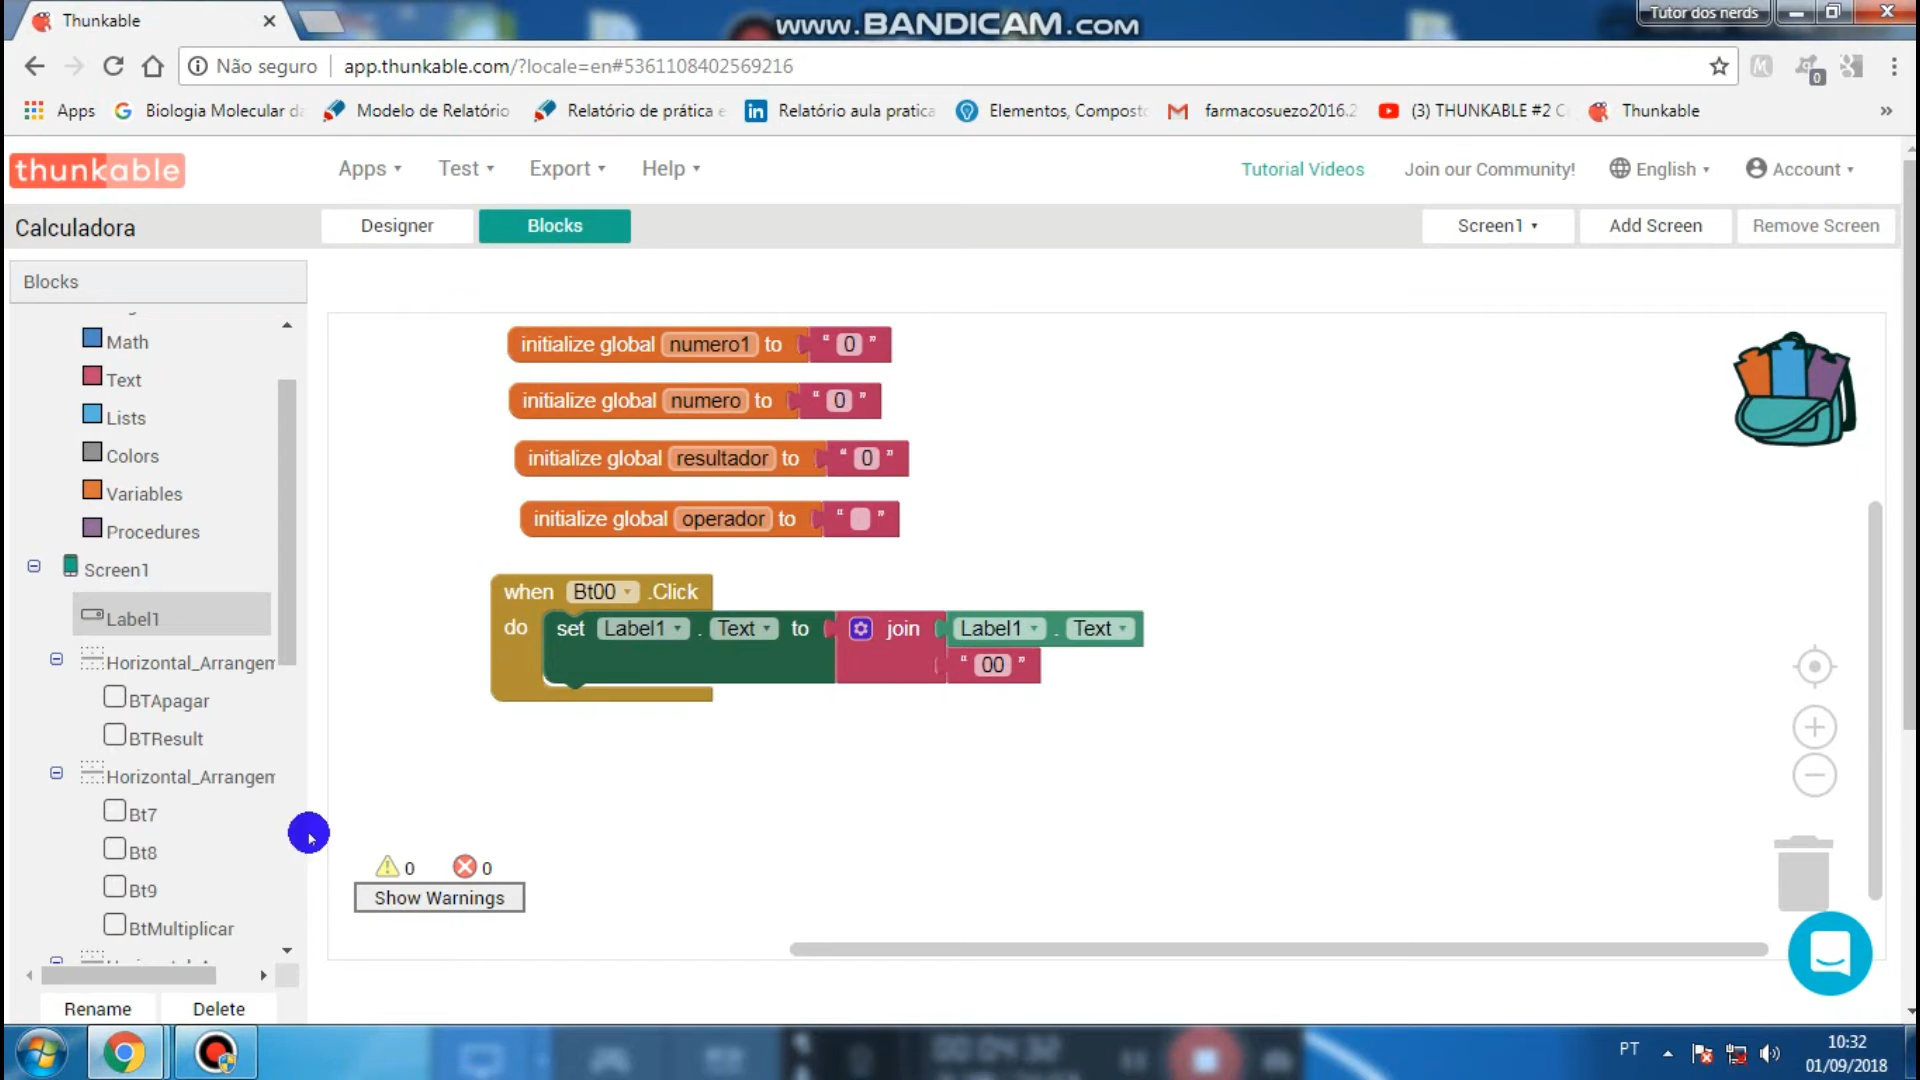 Thunkable
www.BANDICAM.com
Tutor dos nerds
Não seguro
app.thunkable.com/?locale=en#5361108402569216
0
Apps
Biologia Molecular da
Modelo de Relatório
Relatório de prática e
Relatório aula pratica
Elementos, Compost
farmacosuezo2016.2
(3) THUNKABLE #2 C
Thunkable
»
thunkable
Apps
Test
Export
Help
Tutorial Videos
Join our Community!
English
Account
Calculadora
Designer
Blocks
Screen1
Add Screen
Remove Screen
Blocks
Math
Text
Lists
Colors
Variables
Procedures
Screen1
Label1
Horizontal_Arrangem
BTApagar
BTResult
Horizontal_Arrangem
Bt7
Bt8
Bt9
BtMultiplicar
Rename
Delete
initialize global numero1 to “ 0 ”
initialize global numero to “ 0 ”
initialize global resultador to “ 0 ”
initialize global operador to “ ”
when Bt00 .Click
do set Label1 . Text to join Label1 . Text
“ 00 ”
0
0
Show Warnings
PT
10:32
01/09/2018